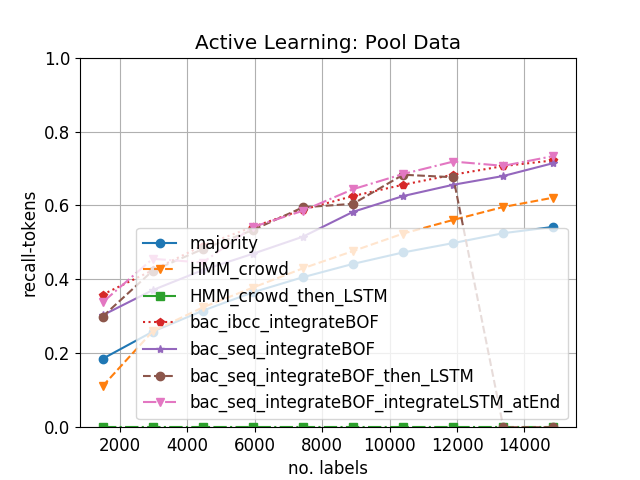 Active Learning: Pool Data
1.0
0.8
0.6
0.4
0.2
0.0
recall-tokens
majority
HMM_crowd
HMM_crowd_then_LSTM
bac_ibcc_integrateBOF
bac_seq_integrateBOF
bac_seq_integrateBOF_then_LSTM
bac_seq_integrateBOF_integrateLSTM_atEnd
2000 4000 6000 8000 10000 12000 14000
no. labels